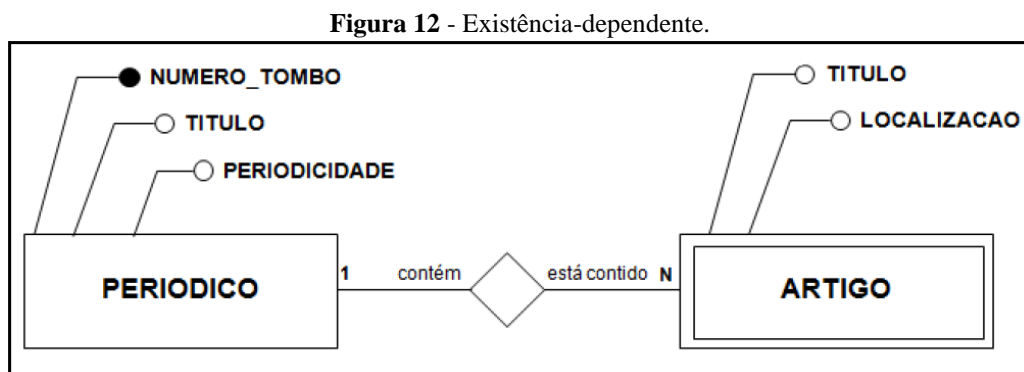 Figura 12 - Existência-dependente.
NUMERO_TOMBO
TITULO
PERIODICIDADE
TITULO
LOCALIZACAO
PERIODICO 1 contém está contido N ARTIGO